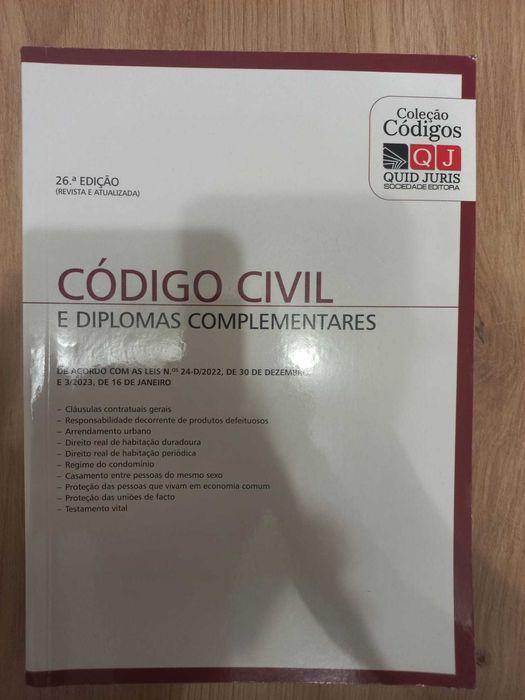 Coleção
Códigos
QJ
QUID JURIS
SOCIEDADE EDITORA
26.ª EDIÇÃO
(REVISTA E ATUALIZADA)
CÓDIGO CIVIL
E DIPLOMAS COMPLEMENTARES
DE ACORDO COM AS LEIS N.ºs 24-D/2022, DE 30 DE DEZEMBRO,
E 3/2023, DE 16 DE JANEIRO
– Cláusulas contratuais gerais
– Responsabilidade decorrente de produtos defeituosos
– Arrendamento urbano
– Direito real de habitação duradoura
– Direito real de habitação periódica
– Regime do condomínio
– Casamento entre pessoas do mesmo sexo
– Proteção das pessoas que vivam em economia comum
– Proteção das uniões de facto
– Testamento vital